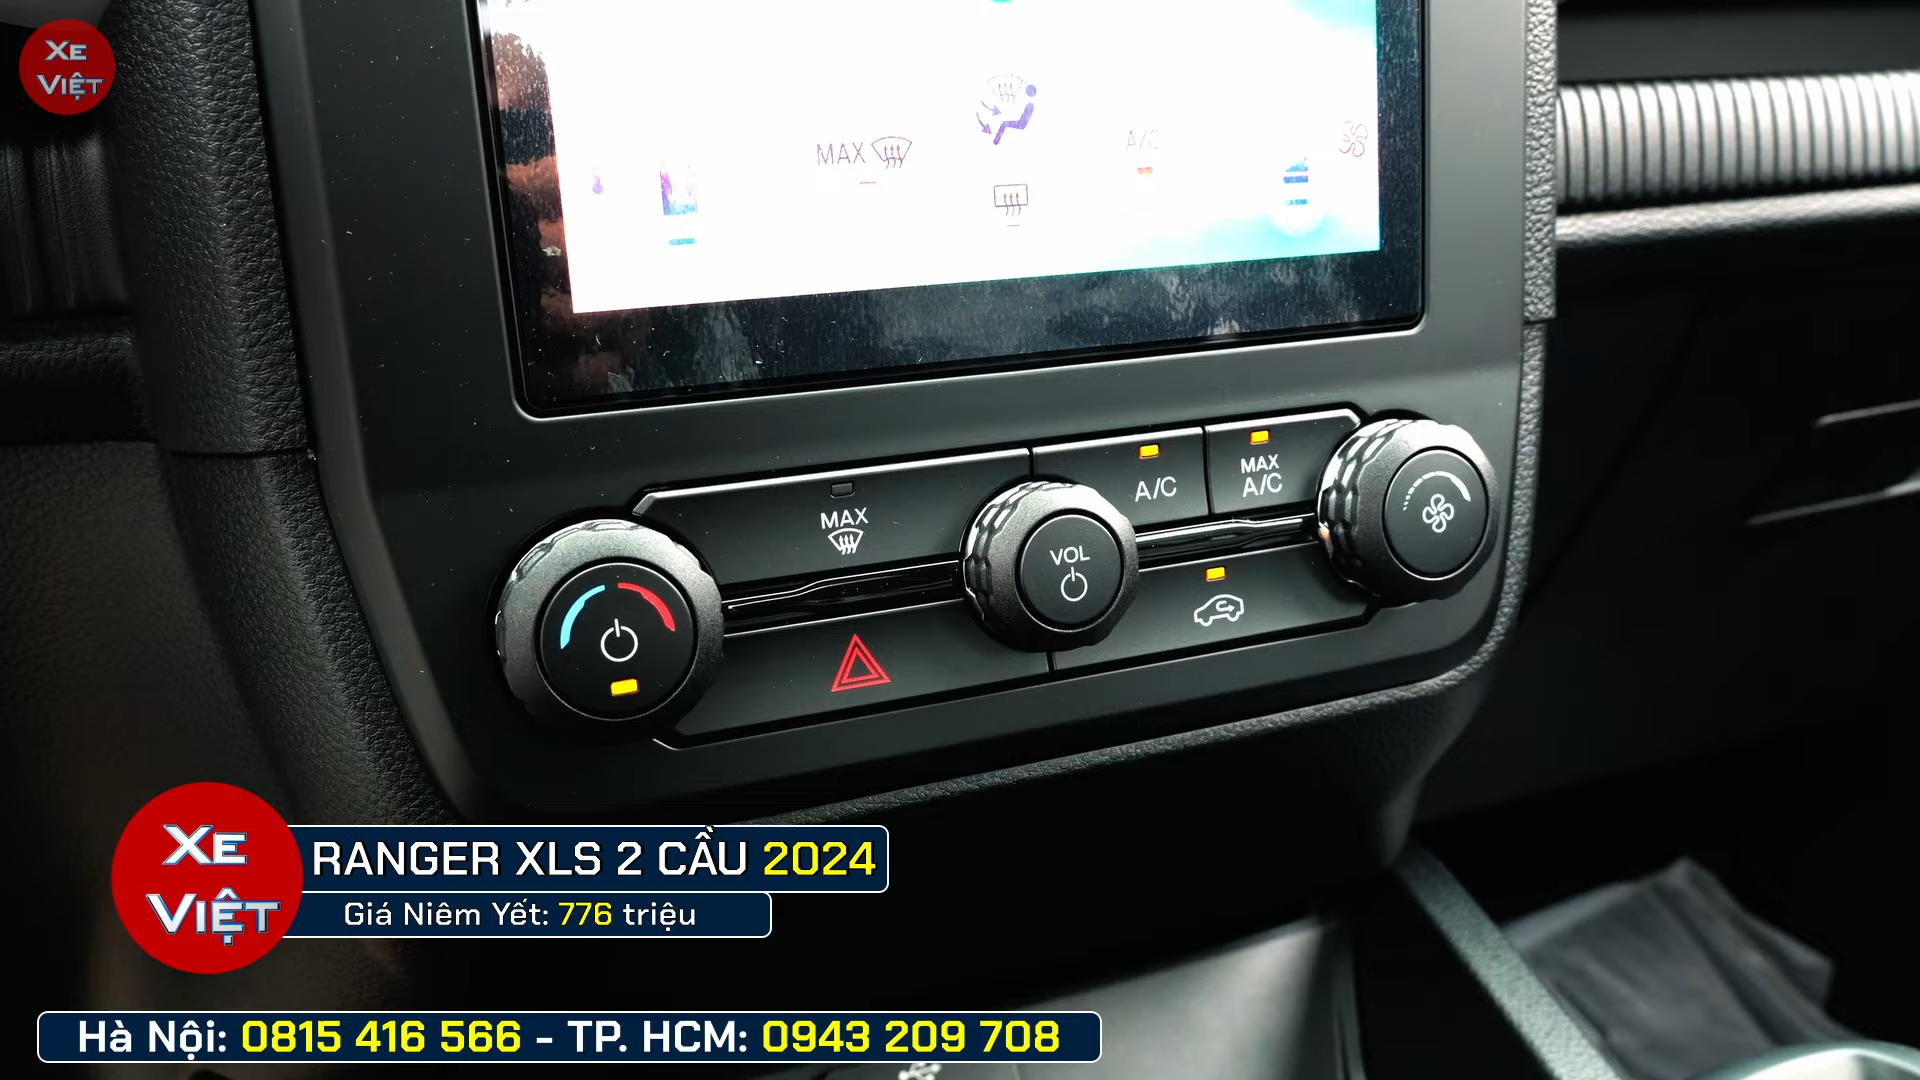 XE
VIỆT
MAX
A/C
MAX
A/C
MAX
A/C
VOL
XE
VIỆT
RANGER XLS 2 CẦU 2024
Giá Niêm Yết: 776 triệu
Hà Nội: 0815 416 566 - TP. HCM: 0943 209 708